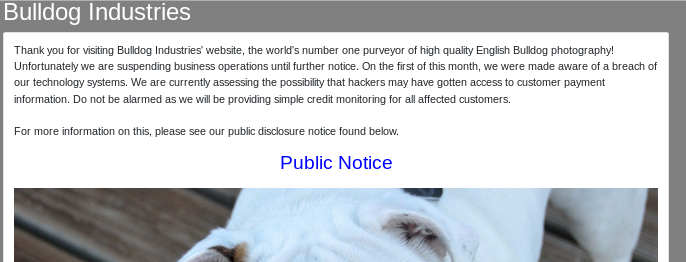 Bulldog Industries
Thank you for visiting Bulldog Industries' website, the world's number one purveyor of high quality English Bulldog photography!
Unfortunately we are suspending business operations until further notice. On the first of this month, we were made aware of a breach of
our technology systems. We are currently assessing the possibility that hackers may have gotten access to customer payment
information. Do not be alarmed as we will be providing simple credit monitoring for all affected customers.
For more information on this, please see our public disclosure notice found below.
Public Notice